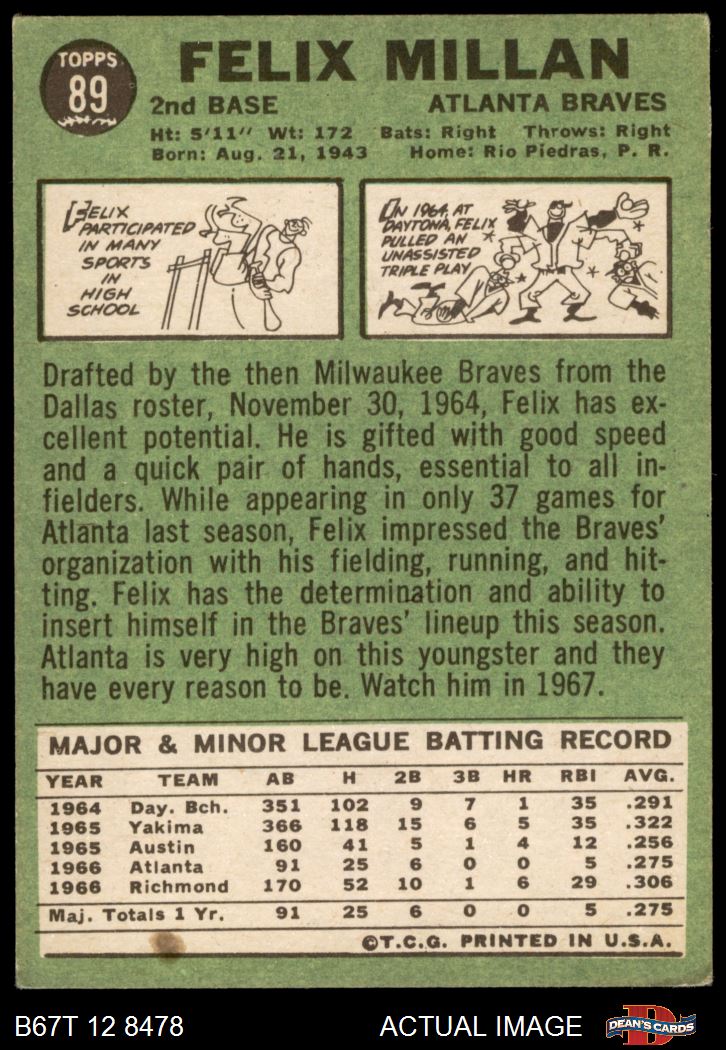 TOPPS
89
FELIX MILLAN
2nd BASE ATLANTA BRAVES
Ht: 5'11" Wt: 172 Bats: Right Throws: Right
Born: Aug. 21, 1943 Home: Rio Piedras, P. R.
FELIX
PARTICIPATED
IN MANY
SPORTS
IN
HIGH
SCHOOL
IN 1964, AT
DAYTONA, FELIX
PULLED AN
UNASSISTED
TRIPLE PLAY
Drafted by the then Milwaukee Braves from the
Dallas roster, November 30, 1964, Felix has ex-
cellent potential. He is gifted with good speed
and a quick pair of hands, essential to all in-
fielders. While appearing in only 37 games for
Atlanta last season, Felix impressed the Braves'
organization with his fielding, running, and hit-
ting. Felix has the determination and ability to
insert himself in the Braves' lineup this season.
Atlanta is very high on this youngster and they
have every reason to be. Watch him in 1967.
MAJOR & MINOR LEAGUE BATTING RECORD
YEAR TEAM AB H 2B 3B HR RBI AVG.
1964 Day. Bch. 351 102 9 7 1 35 .291
1965 Yakima 366 118 15 6 5 35 .322
1965 Austin 160 41 5 1 4 12 .256
1966 Atlanta 91 25 6 0 0 5 .275
1966 Richmond 170 52 10 1 6 29 .306
Maj. Totals 1 Yr. 91 25 6 0 0 5 .275
©T.C.G. PRINTED IN U.S.A.
B67T 12 8478 ACTUAL IMAGE
D
DEAN'S CARDS